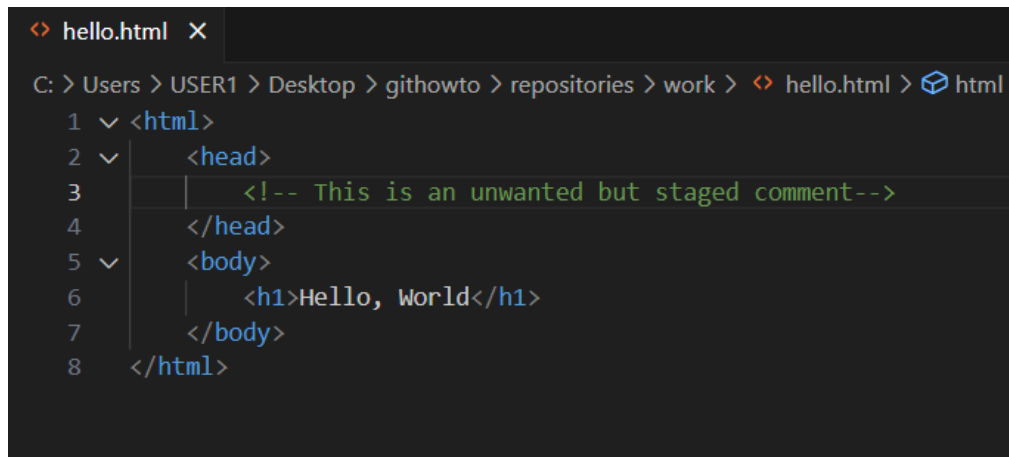 hello.html
C: > Users > USER1 > Desktop > githowto > repositories > work > hello.html > html
1 <html>
2 <head>
3 <!-- This is an unwanted but staged comment-->
4 </head>
5 <body>
6 <h1>Hello, World</h1>
7 </body>
8 </html>